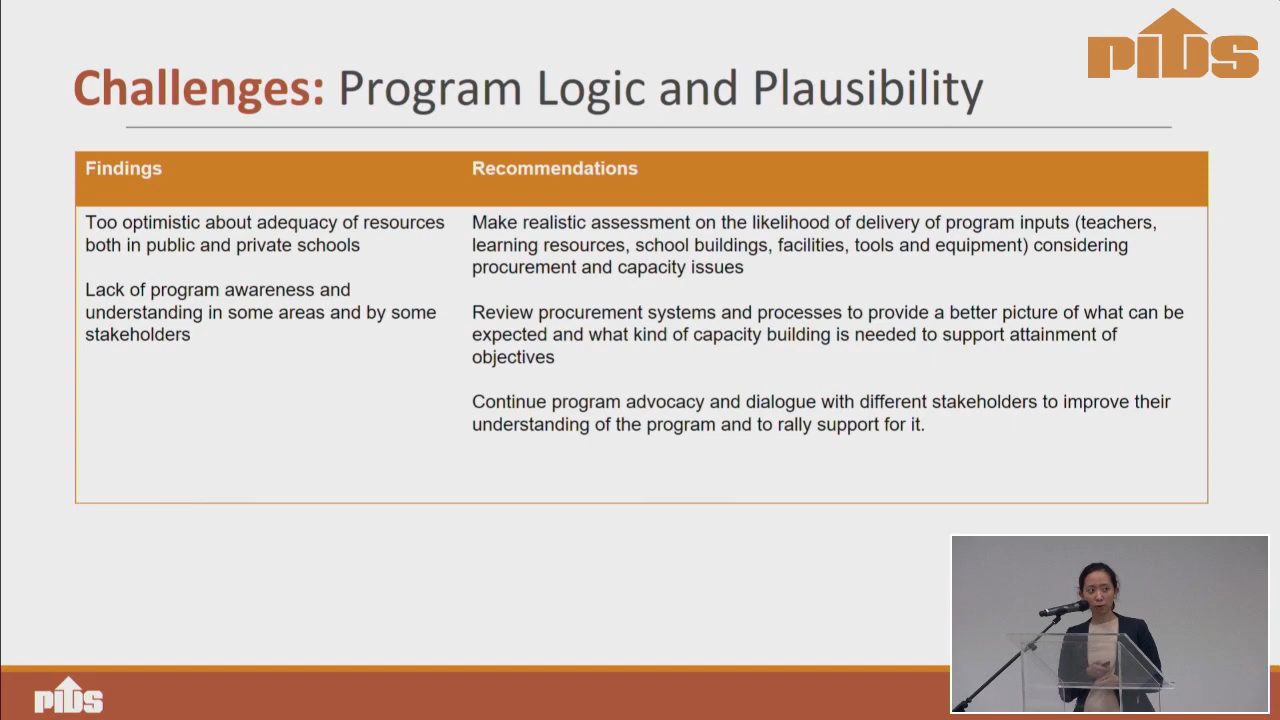 PIDS
Challenges: Program Logic and Plausibility
Findings
Recommendations
Too optimistic about adequacy of resources
both in public and private schools
Lack of program awareness and
understanding in some areas and by some
stakeholders
Make realistic assessment on the likelihood of delivery of program inputs (teachers,
learning resources, school buildings, facilities, tools and equipment) considering
procurement and capacity issues
Review procurement systems and processes to provide a better picture of what can be
expected and what kind of capacity building is needed to support attainment of
objectives
Continue program advocacy and dialogue with different stakeholders to improve their
understanding of the program and to rally support for it.
PIDS